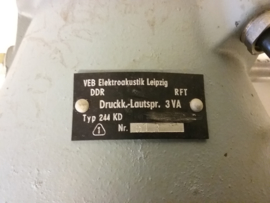 VEB Elektroakustik Leipzig
DDR RFT
Druckk.-Lautspr. 3 VA
Typ 244 KD
Nr.